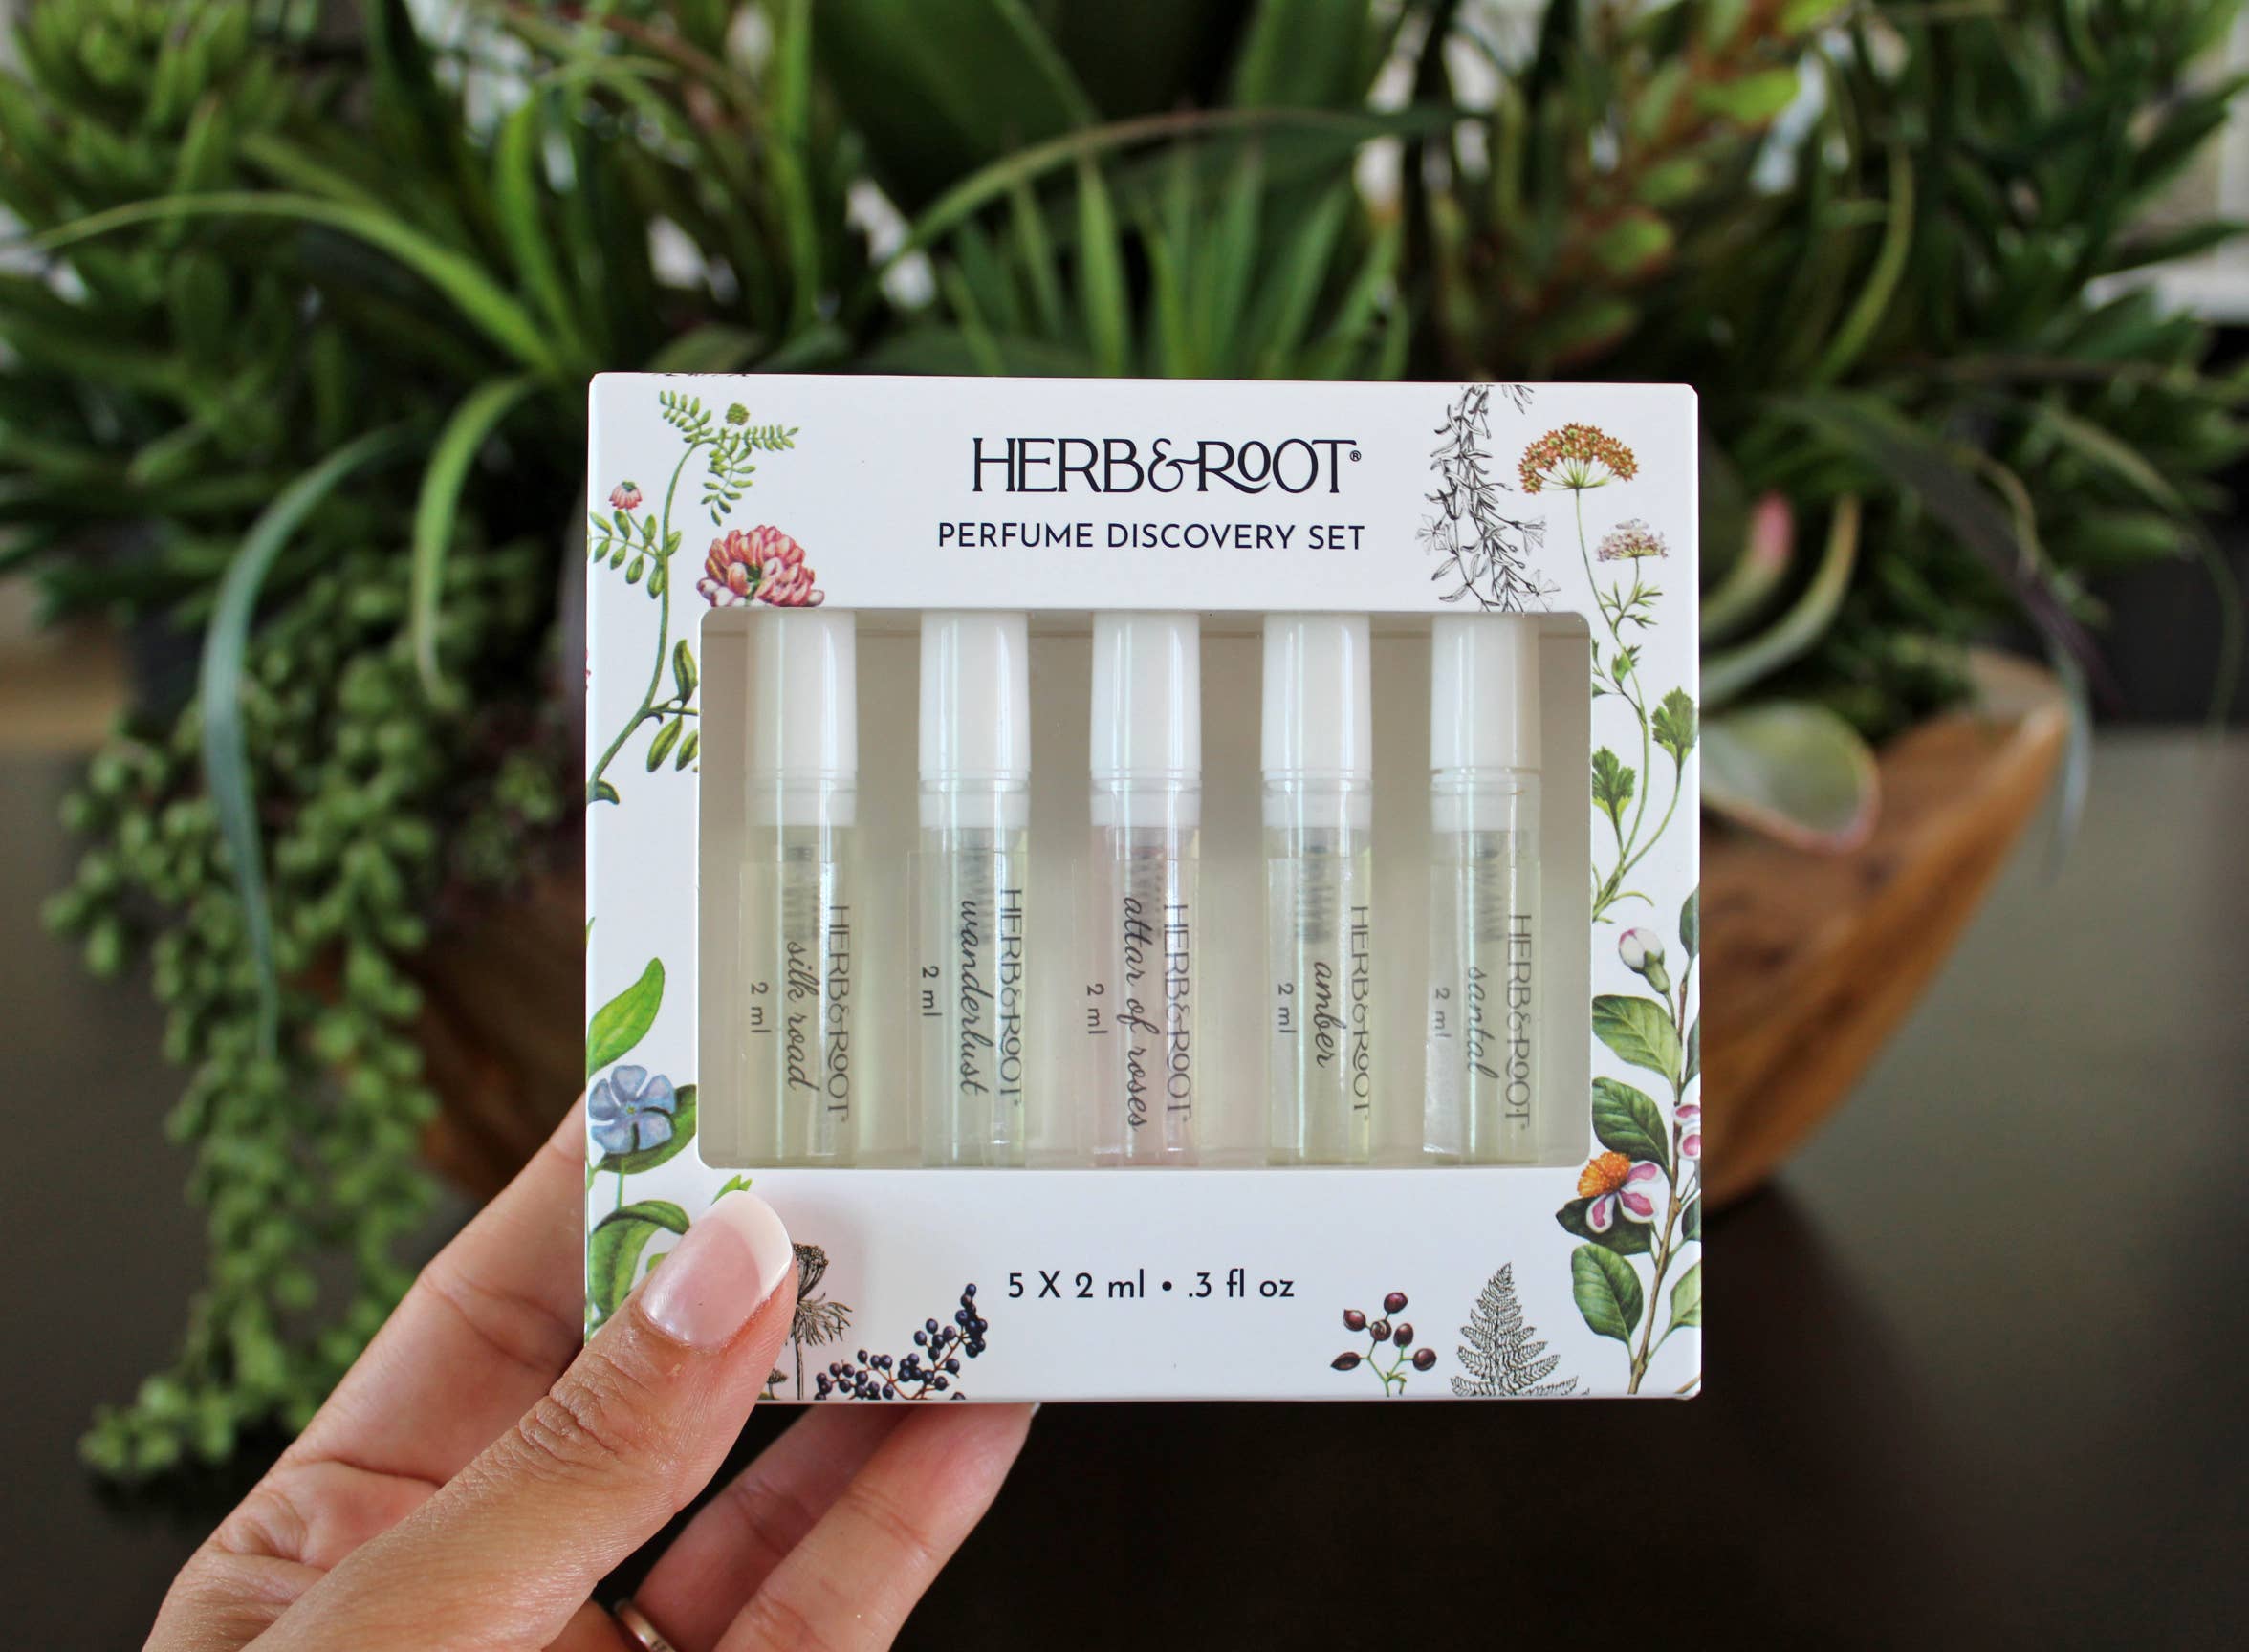 HERB&ROOT®
PERFUME DISCOVERY SET
HERB&ROOT
silk road
2 ml
HERB&ROOT
wanderlust
2 ml
HERB&ROOT
attar of roses
2 ml
HERB&ROOT
amber
2 ml
HERB&ROOT
santal
2 ml
5 X 2 ml • .3 fl oz